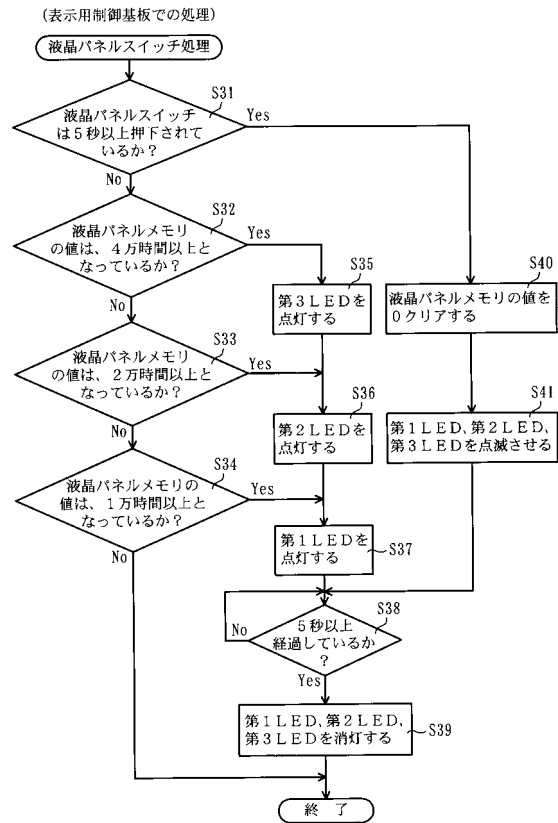 (表示用制御基板での処理)
液晶パネルスイッチ処理
S31
液晶パネルスイッチ
は5秒以上押下されて
いるか?
Yes
No
S32
液晶パネルメモリ
の値は、4万時間以上と
なっているか?
Yes
No
S35
第3LEDを
点灯する
S40
液晶パネルメモリの値を
0クリアする
S33
液晶パネルメモリ
の値は、2万時間以上と
なっているか?
Yes
No
S36
第2LEDを
点灯する
S41
第1LED、第2LED、
第3LEDを点滅させる
S34
液晶パネルメモリの
値は、1万時間以上と
なっているか?
Yes
No
第1LEDを
点灯する
S37
S38
5秒以上
経過しているか
?
No
Yes
第1LED、第2LED、
第3LEDを消灯する
S39
終 了